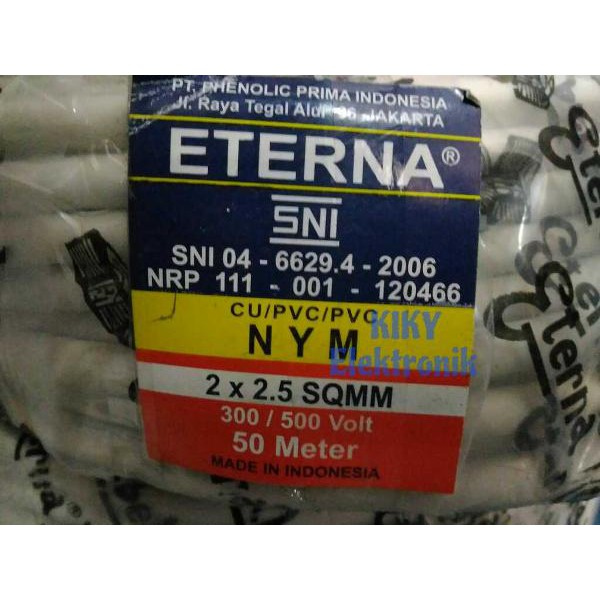 PT. PHENOLIC PRIMA INDONESIA
Jl. Raya Tegal Alur JAKARTA
ETERNA®
SNI
SNI 04 - 6629.4 - 2006
NRP 111 - 001 - 120466
CU/PVC/PVC
NYM
KIKY
Elektronik
2 x 2.5 SQMM
300 / 500 Volt
50 Meter
MADE IN INDONESIA
Eterna
Eterna